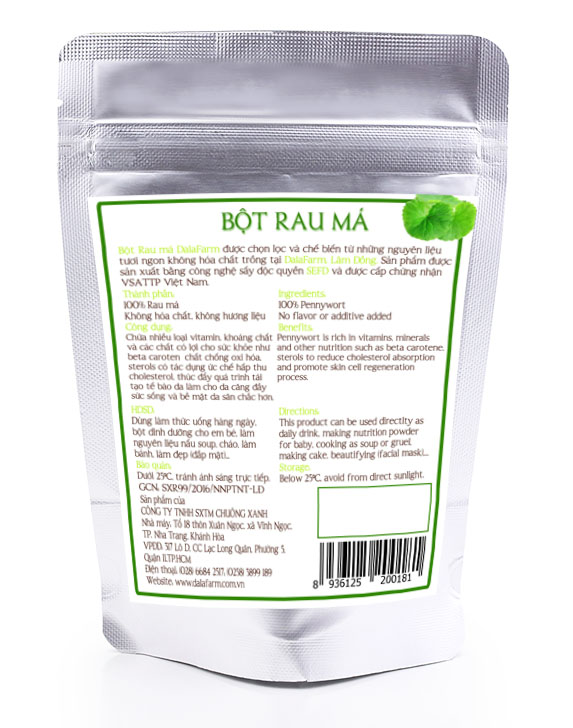 BỘT RAU MÁ
Bột Rau má DalaFarm được chọn lọc và chế biến từ những nguyên liệu
tươi ngon không hóa chất trồng tại DalaFarm, Lâm Đồng. Sản phẩm được
sản xuất bằng công nghệ sấy độc quyền SEFD và được cấp chứng nhận
VSATTP Việt Nam.
Thành phần.
100% Rau má
Không hóa chất, không hương liệu
Công dụng.
Chứa nhiều loại vitamin, khoáng chất
và các chất có lợi cho sức khỏe như
beta caroten chất chống oxi hóa,
sterols có tác dụng ức chế hấp thu
cholesterol, thúc đẩy quá trình tái
tạo tế bào da làm cho da căng đầy
sức sống và bề mặt da săn chắc hơn.
HDSD.
Dùng làm thức uống hàng ngày,
bột dinh dưỡng cho em bé, làm
nguyên liệu nấu soup, cháo, làm
bánh, làm đẹp (đắp mặt)...
Bảo quản.
Dưới 25ºC, tránh ánh sáng trực tiếp.
GCN: SXR99/2016/NNPTNT-LD
Sản phẩm của
CÔNG TY TNHH SXTM CHUÔNG XANH
Nhà máy. Tổ 18 thôn Xuân Ngọc, xã Vĩnh Ngọc,
TP. Nha Trang, Khánh Hòa
VPDD: 317 Lô D, CC Lạc Long Quân, Phường 5,
Quận 11,TP.HCM
Điện thoại. (028) 6684 2517, (0258) 3899 189
Website. www.dalafarm.com.vn
Ingredients.
100% Pennywort
No flavor or additive added
Benefits.
Pennywort is rich in vitamins, minerals
and other nutrition such as beta carotene,
sterols to reduce cholesterol absorption
and promote skin cell regeneration
process.
Directions.
This product can be used directlty as
daily drink, making nutrition powder
for baby, cooking as soup or gruel,
making cake, beautifying (facial mask)...
Storage.
Below 25ºC, avoid from direct sunlight.
8 936125 200181